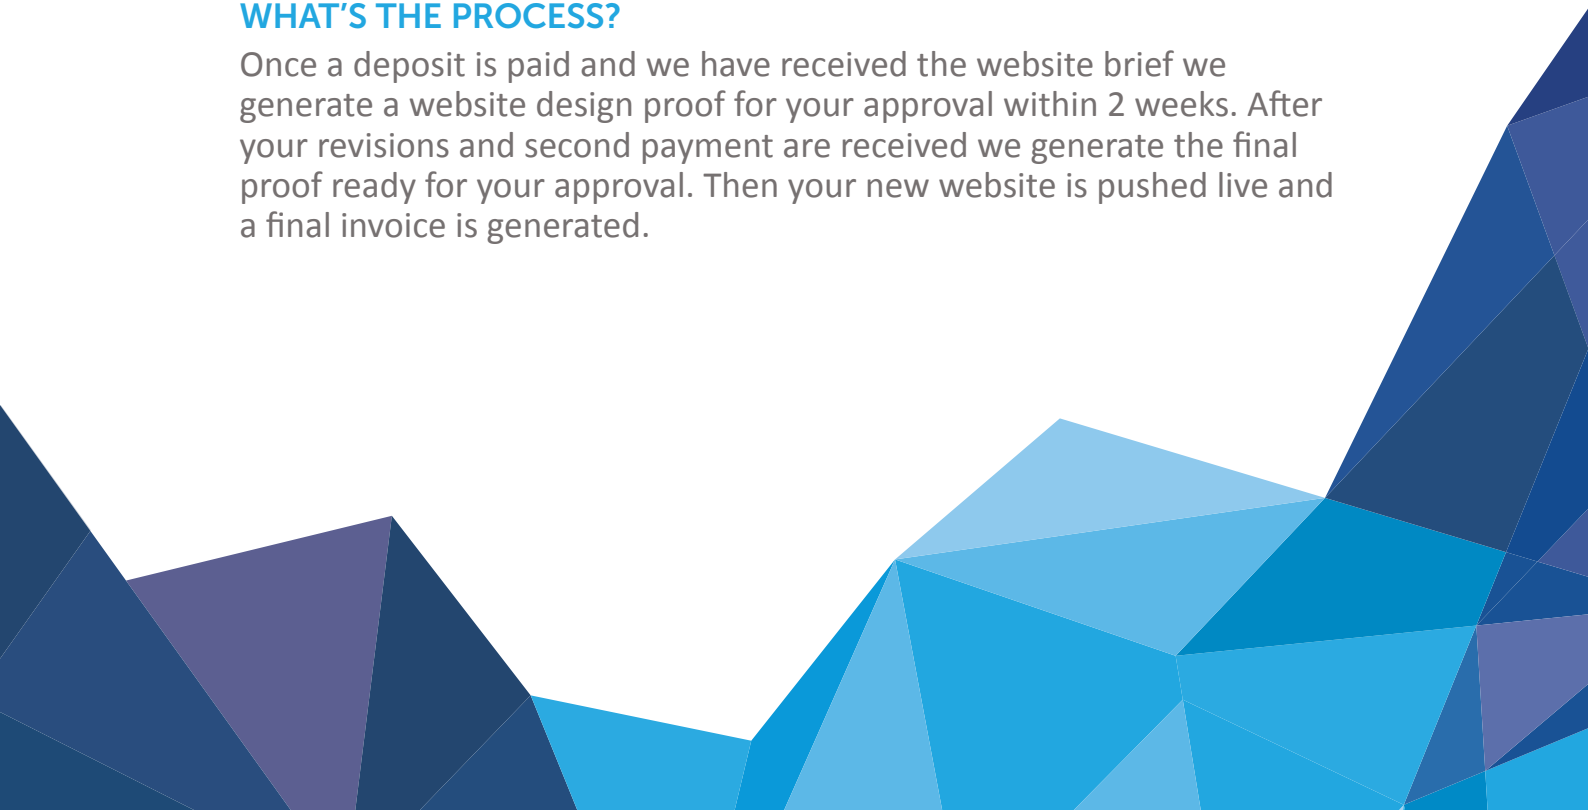 WHAT'S THE PROCESS?
Once a deposit is paid and we have received the website brief we
generate a website design proof for your approval within 2 weeks. After
your revisions and second payment are received we generate the final
proof ready for your approval. Then your new website is pushed live and
a final invoice is generated.